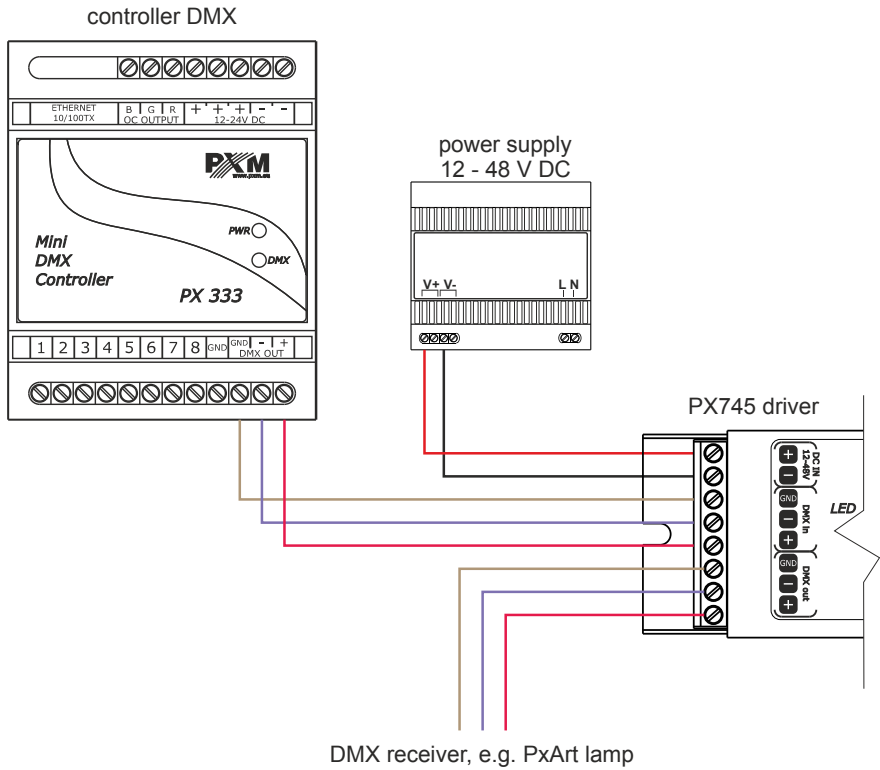 controller DMX
ETHERNET
10/100TX
B G R + + + - -
OC OUTPUT 12-24V DC
PXM
www.pxm.eu
PWR
DMX
Mini
DMX
Controller
PX 333
1 2 3 4 5 6 7 8 GND GND - +
DMX OUT
power supply
12 - 48 V DC
V+ V- L N
PX745 driver
+
-
DC IN
12-48V
GND
-
+
DMX in
GND
-
+
DMX out
LED
DMX receiver, e.g. PxArt lamp